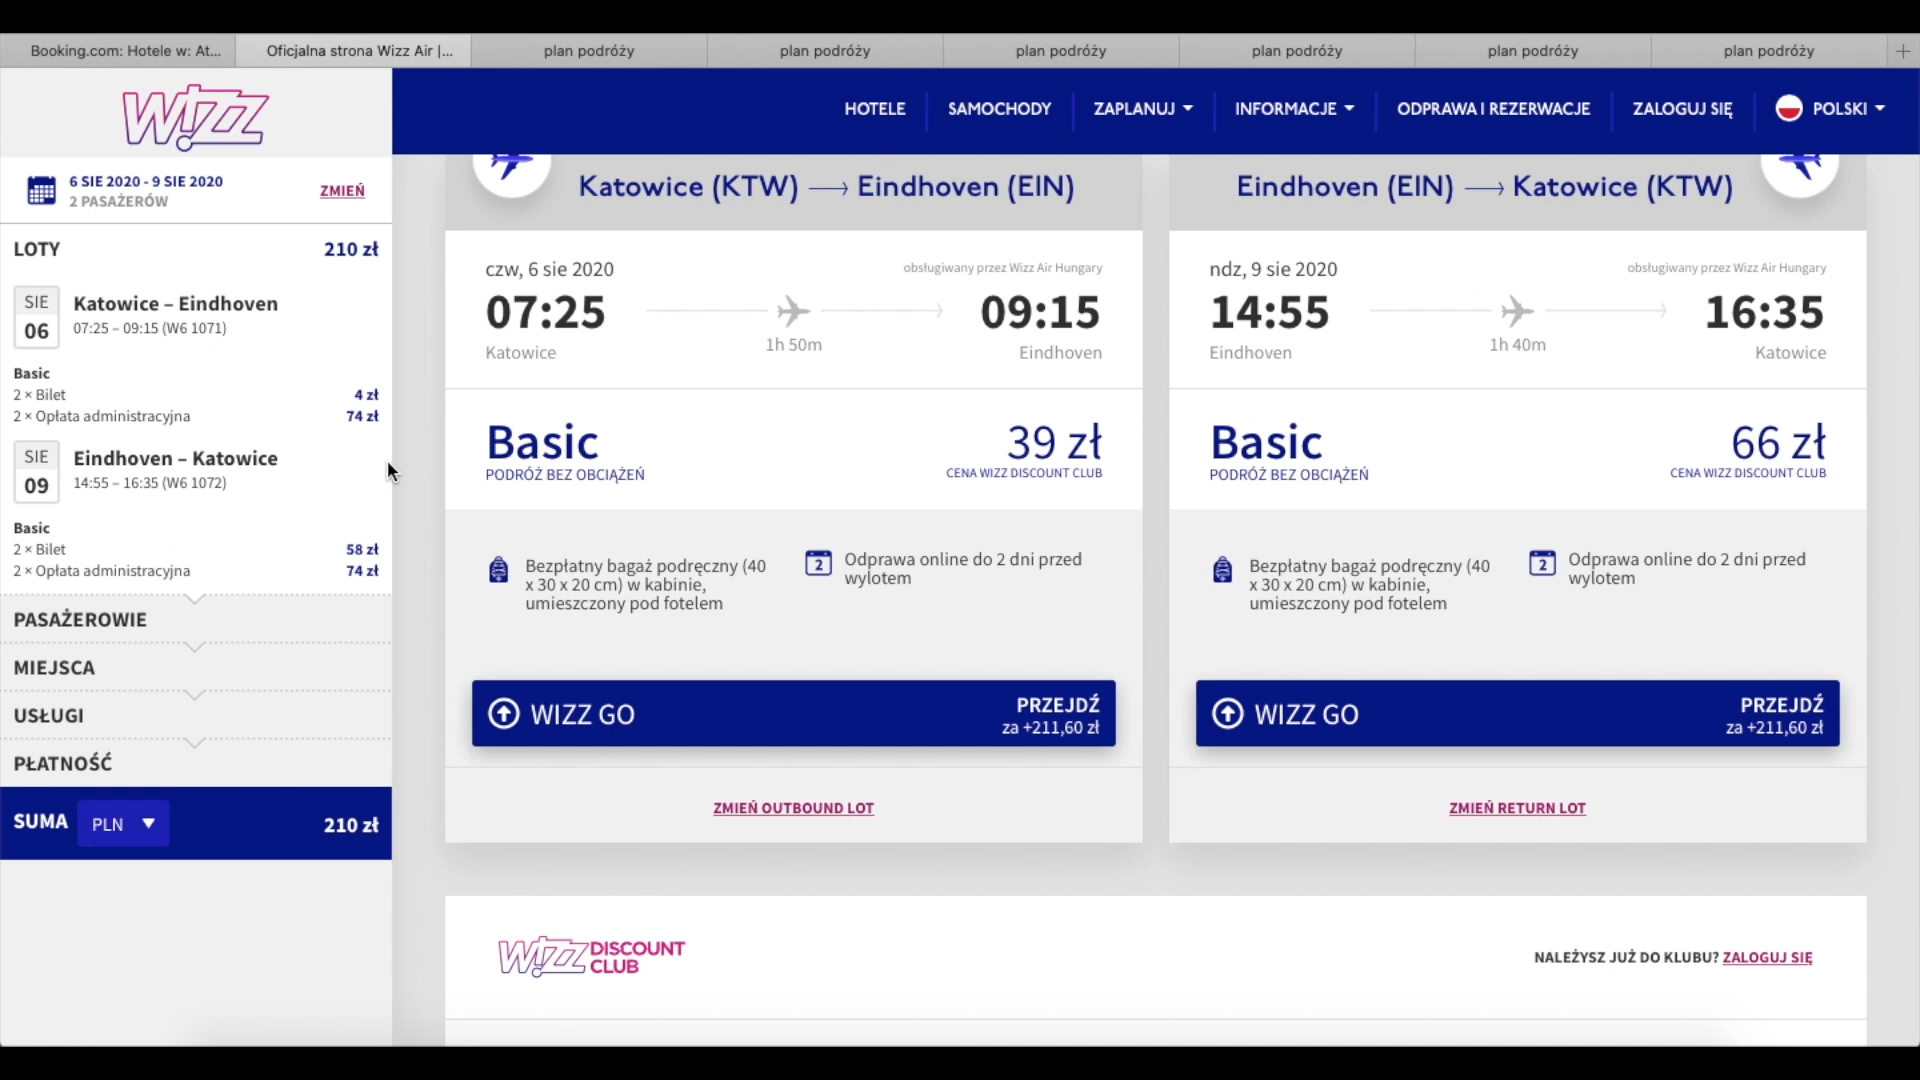 Booking.com: Hotele w: At...
Oficjalna strona Wizz Air |...
plan podróży
plan podróży
plan podróży
plan podróży
plan podróży
plan podróży
WIZZ
HOTELE
SAMOCHODY
ZAPLANUJ
INFORMACJE
ODPRAWA I REZERWACJE
ZALOGUJ SIĘ
POLSKI
6 SIE 2020 - 9 SIE 2020
2 PASAŻERÓW
ZMIEŃ
LOTY 210 zł
SIE
06
Katowice – Eindhoven
07:25 – 09:15 (W6 1071)
Basic
2 × Bilet 4 zł
2 × Opłata administracyjna 74 zł
SIE
09
Eindhoven – Katowice
14:55 – 16:35 (W6 1072)
Basic
2 × Bilet 58 zł
2 × Opłata administracyjna 74 zł
PASAŻEROWIE
MIEJSCA
USŁUGI
PŁATNOŚĆ
SUMA PLN 210 zł
Katowice (KTW) → Eindhoven (EIN)
czw, 6 sie 2020
obsługiwany przez Wizz Air Hungary
07:25 09:15
1h 50m
Katowice Eindhoven
Basic 39 zł
PODRÓŻ BEZ OBCIĄŻEŃ CENA WIZZ DISCOUNT CLUB
Bezpłatny bagaż podręczny (40
x 30 x 20 cm) w kabinie,
umieszczony pod fotelem
2
Odprawa online do 2 dni przed
wylotem
WIZZ GO
PRZEJDŹ
za +211,60 zł
ZMIEŃ OUTBOUND LOT
Eindhoven (EIN) → Katowice (KTW)
ndz, 9 sie 2020
obsługiwany przez Wizz Air Hungary
14:55 16:35
1h 40m
Eindhoven Katowice
Basic 66 zł
PODRÓŻ BEZ OBCIĄŻEŃ CENA WIZZ DISCOUNT CLUB
Bezpłatny bagaż podręczny (40
x 30 x 20 cm) w kabinie,
umieszczony pod fotelem
2
Odprawa online do 2 dni przed
wylotem
WIZZ GO
PRZEJDŹ
za +211,60 zł
ZMIEŃ RETURN LOT
WIZZ DISCOUNT
CLUB
NALEŻYSZ JUŻ DO KLUBU? ZALOGUJ SIĘ